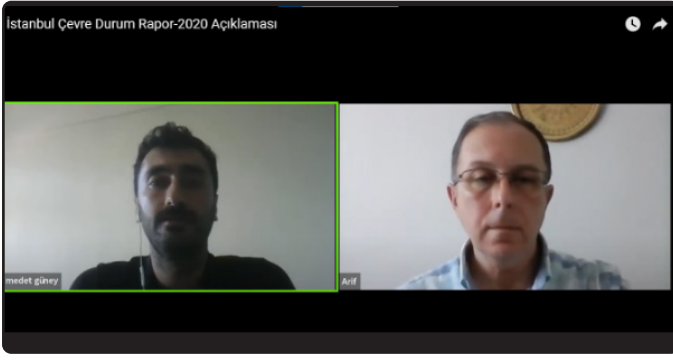 İstanbul Çevre Durum Rapor-2020 Açıklaması
medet güney
Arif